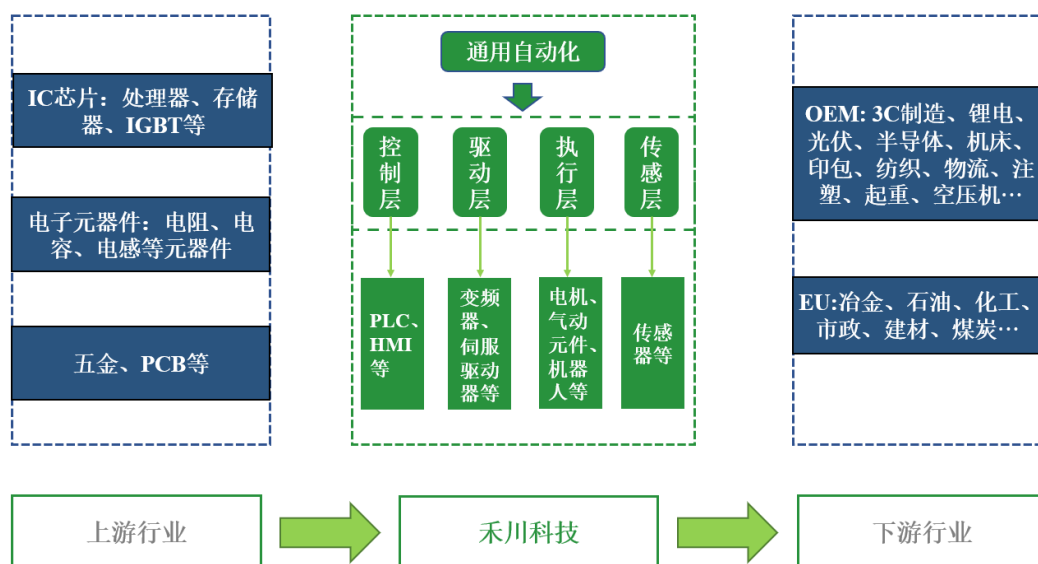 IC芯片：处理器、存储
器、IGBT等
电子元器件：电阻、电
容、电感等元器件
五金、PCB等
通用自动化
控制层
驱动层
执行层
传感层
PLC、
HMI
等
变频
器、
伺服
驱动
器等
电机、
气动
元件、
机器
人等
传感
器等
OEM: 3C制造、锂电、
光伏、半导体、机床、
印包、纺织、物流、注
塑、起重、空压机…
EU:冶金、石油、化工、
市政、建材、煤炭…
上游行业
禾川科技
下游行业